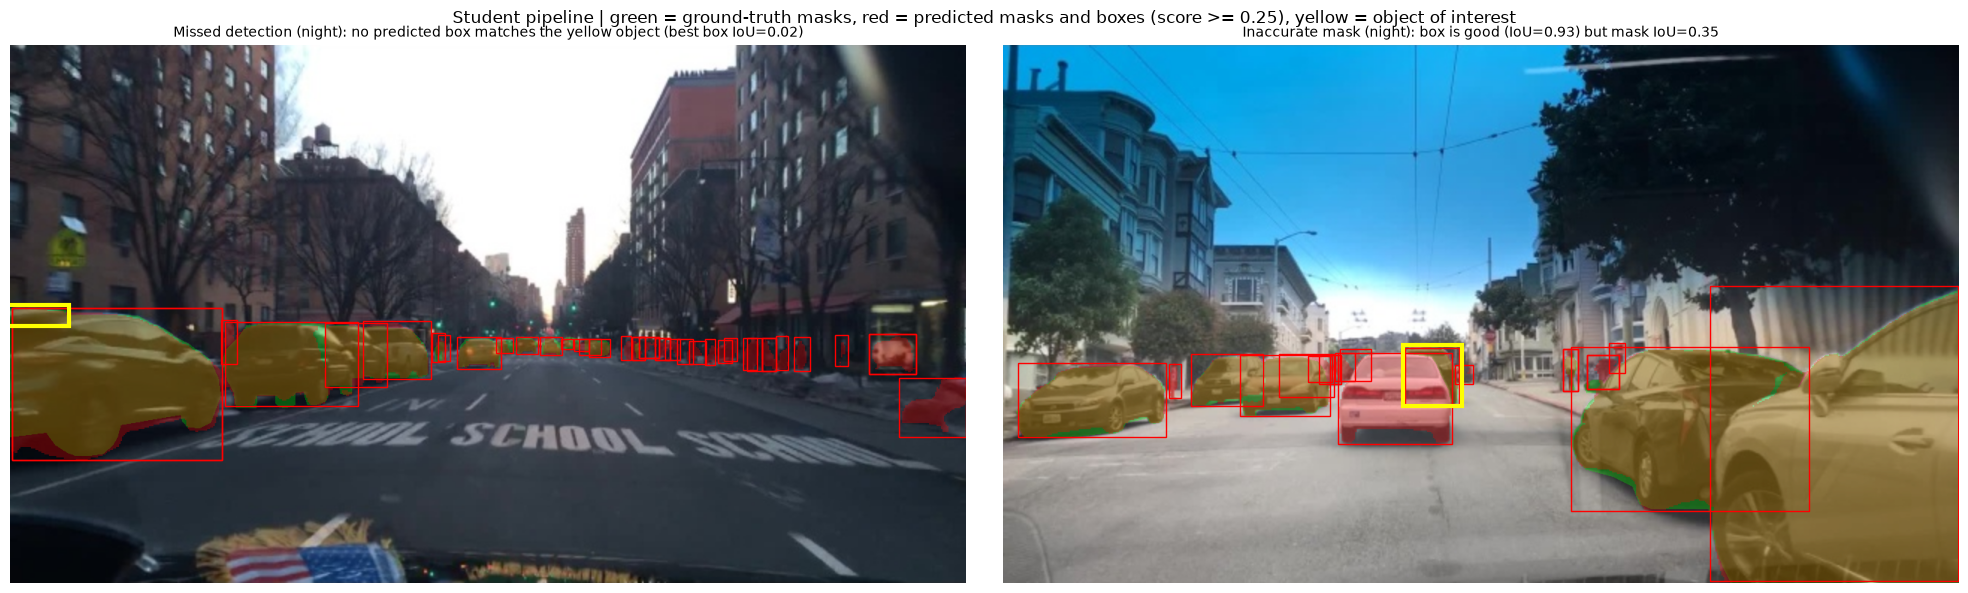 Student pipeline | green = ground-truth masks, red = predicted masks and boxes (score >= 0.25), yellow = object of interest
Missed detection (night): no predicted box matches the yellow object (best box IoU=0.02)
Inaccurate mask (night): box is good (IoU=0.93) but mask IoU=0.35
SCHOOL SCHOOL SCHOOL